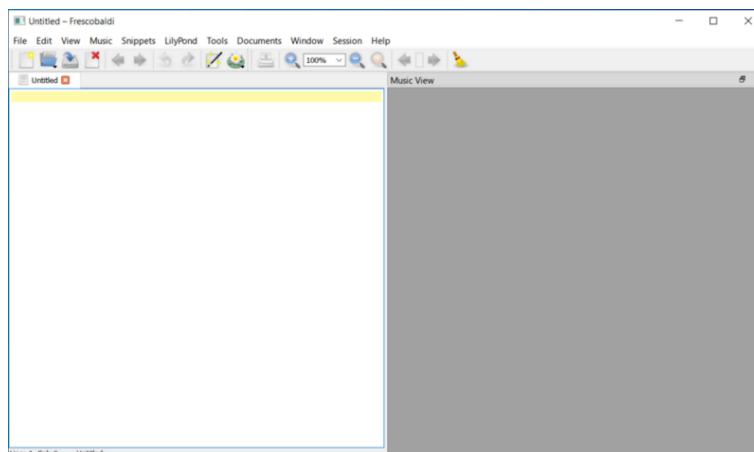 Untitled – Frescobaldi
File Edit View Music Snippets LilyPond Tools Documents Window Session Help
100%
Untitled
Music View